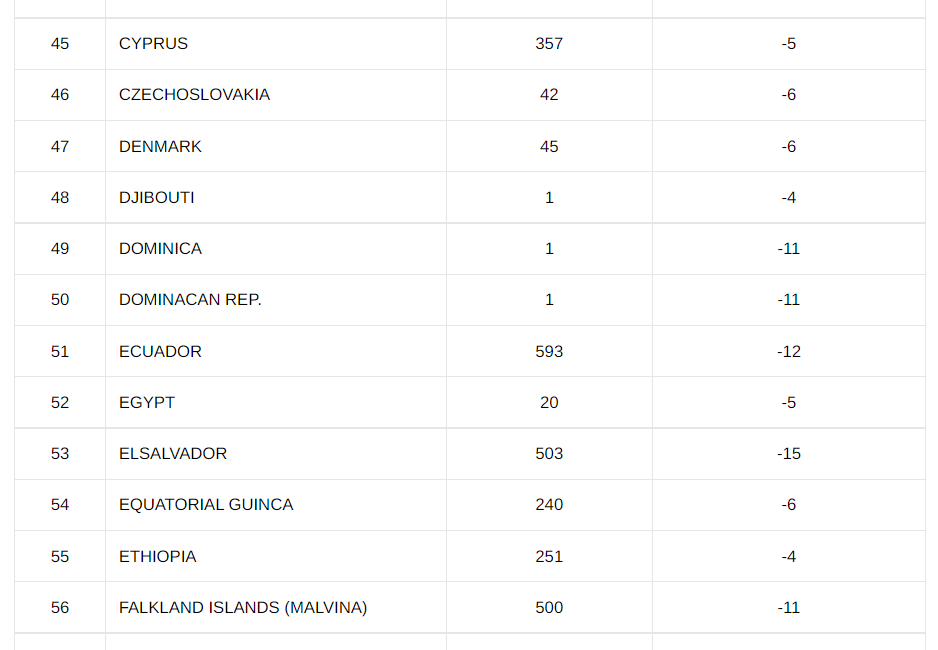 45 CYPRUS 357 -5
46 CZECHOSLOVAKIA 42 -6
47 DENMARK 45 -6
48 DJIBOUTI 1 -4
49 DOMINICA 1 -11
50 DOMINACAN REP. 1 -11
51 ECUADOR 593 -12
52 EGYPT 20 -5
53 ELSALVADOR 503 -15
54 EQUATORIAL GUINCA 240 -6
55 ETHIOPIA 251 -4
56 FALKLAND ISLANDS (MALVINA) 500 -11